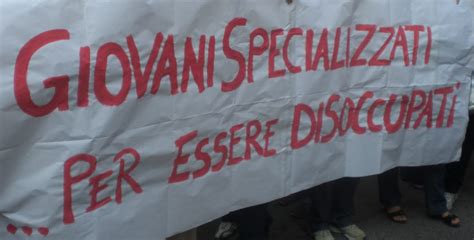 GIOVANI SPECIALIZZATI
...PER ESSERE DISOCCUPATI